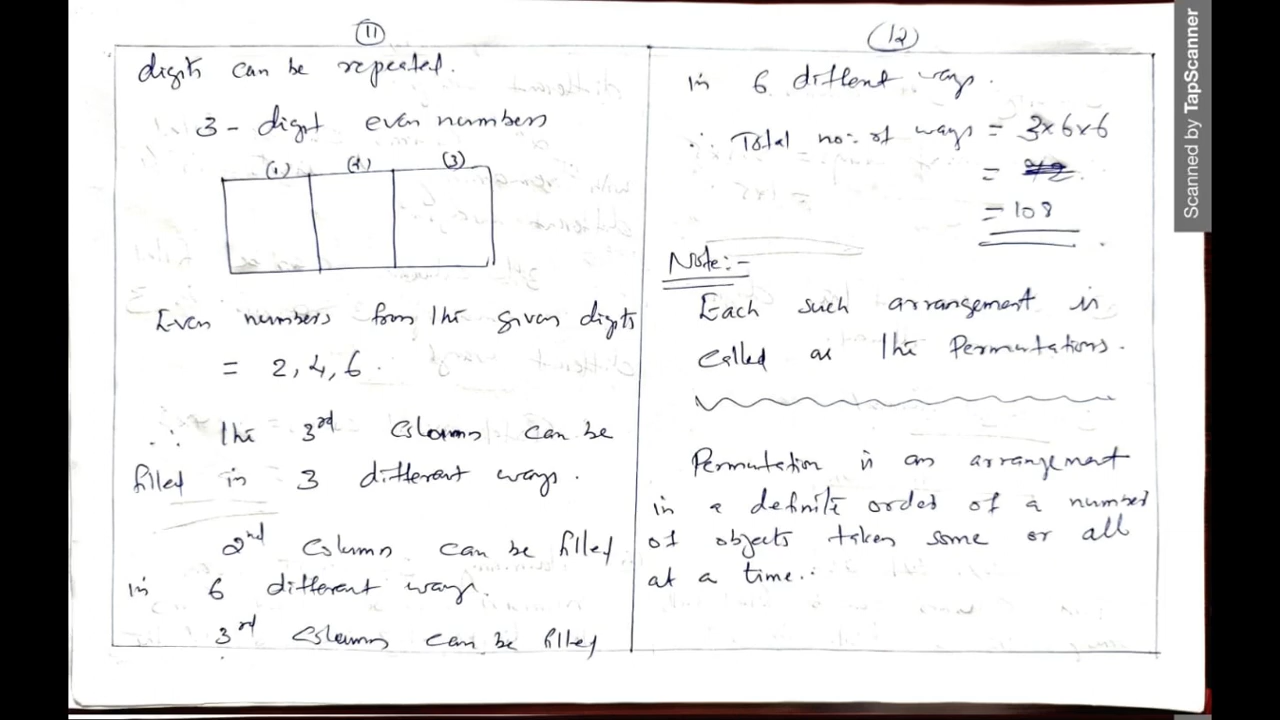 11
digits can be repeated.
3 - digit even numbers
(1) (2) (3)
Even numbers from the given digits
= 2, 4, 6.
∴ the 3rd column can be
filled in 3 different ways.
2nd column can be filled
in 6 different ways.
3rd column can be filled
12
in 6 different ways.
∴ Total no: of ways = 3×6×6
=
= 108
Note:-
Each such arrangement is
called as the Permutations.
Permutation is an arrangement
in a definite order of a number
of objects taken some or all
at a time.
Scanned by TapScanner